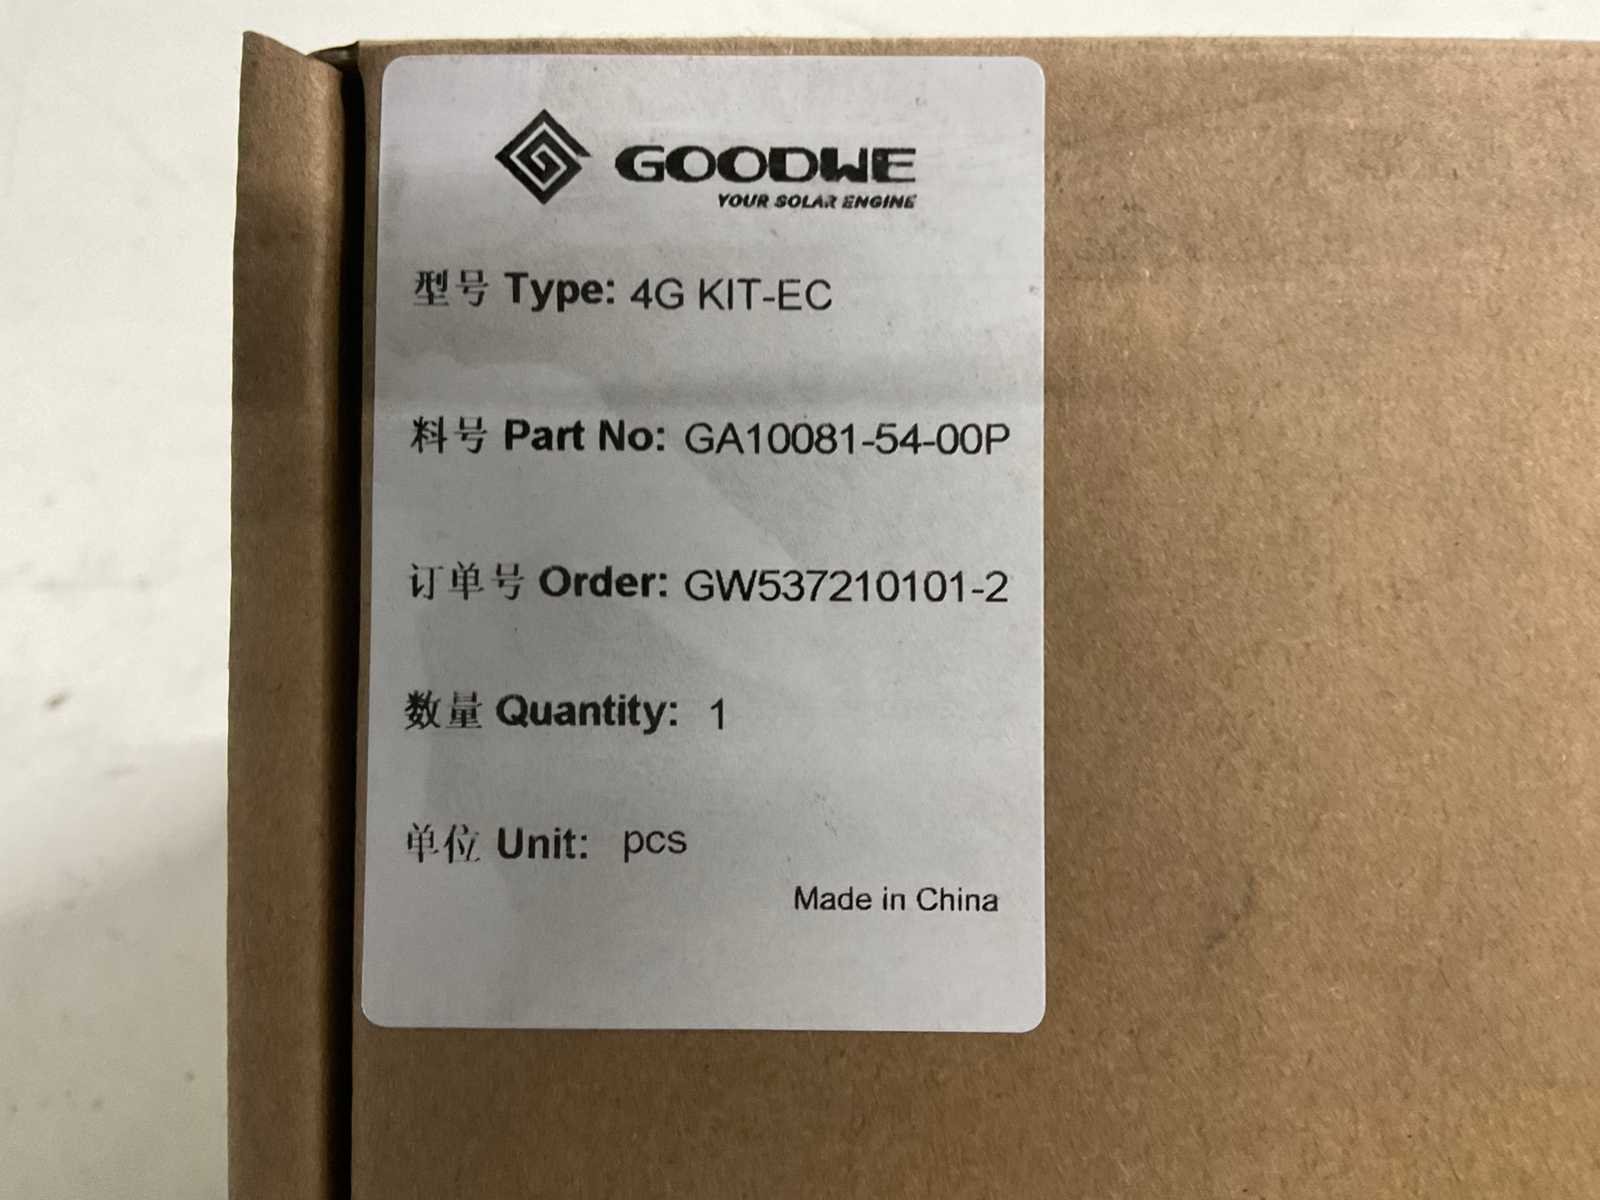 GOODWE
YOUR SOLAR ENGINE
型号 Type: 4G KIT-EC
料号 Part No: GA10081-54-00P
订单号 Order: GW537210101-2
数量 Quantity: 1
单位 Unit: pcs
Made in China